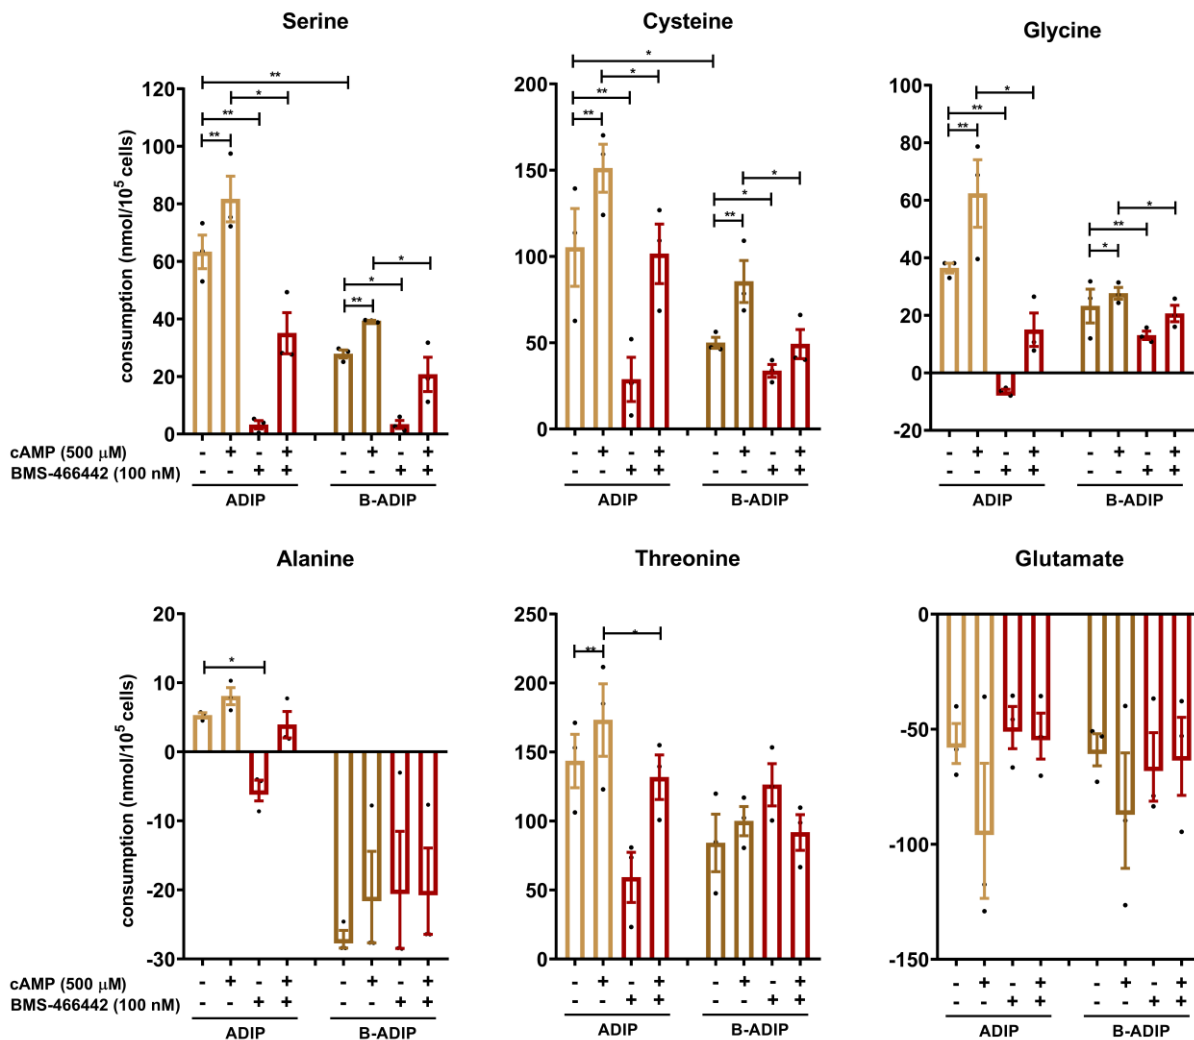 Serine
Cysteine
Glycine
consumption (nmol/10⁵ cells)
120
100
80
60
40
20
0
** * ** **
** * *
200
150
100
50
0
* * ** **
* * **
100
80
60
40
20
0
-20
* ** **
* ** *
cAMP (500 μM) - + - + - + - +
BMS-466442 (100 nM) - - + + - - + +
ADIP B-ADIP
- + - + - + - +
- - + + - - + +
ADIP B-ADIP
- + - + - + - +
- - + + - - + +
ADIP B-ADIP
Alanine
Threonine
Glutamate
consumption (nmol/10⁵ cells)
20
10
0
-10
-20
-30
*
250
200
150
100
50
0
** *
0
-50
-100
-150
cAMP (500 μM) - + - + - + - +
BMS-466442 (100 nM) - - + + - - + +
ADIP B-ADIP
- + - + - + - +
- - + + - - + +
ADIP B-ADIP
- + - + - + - +
- - + + - - + +
ADIP B-ADIP